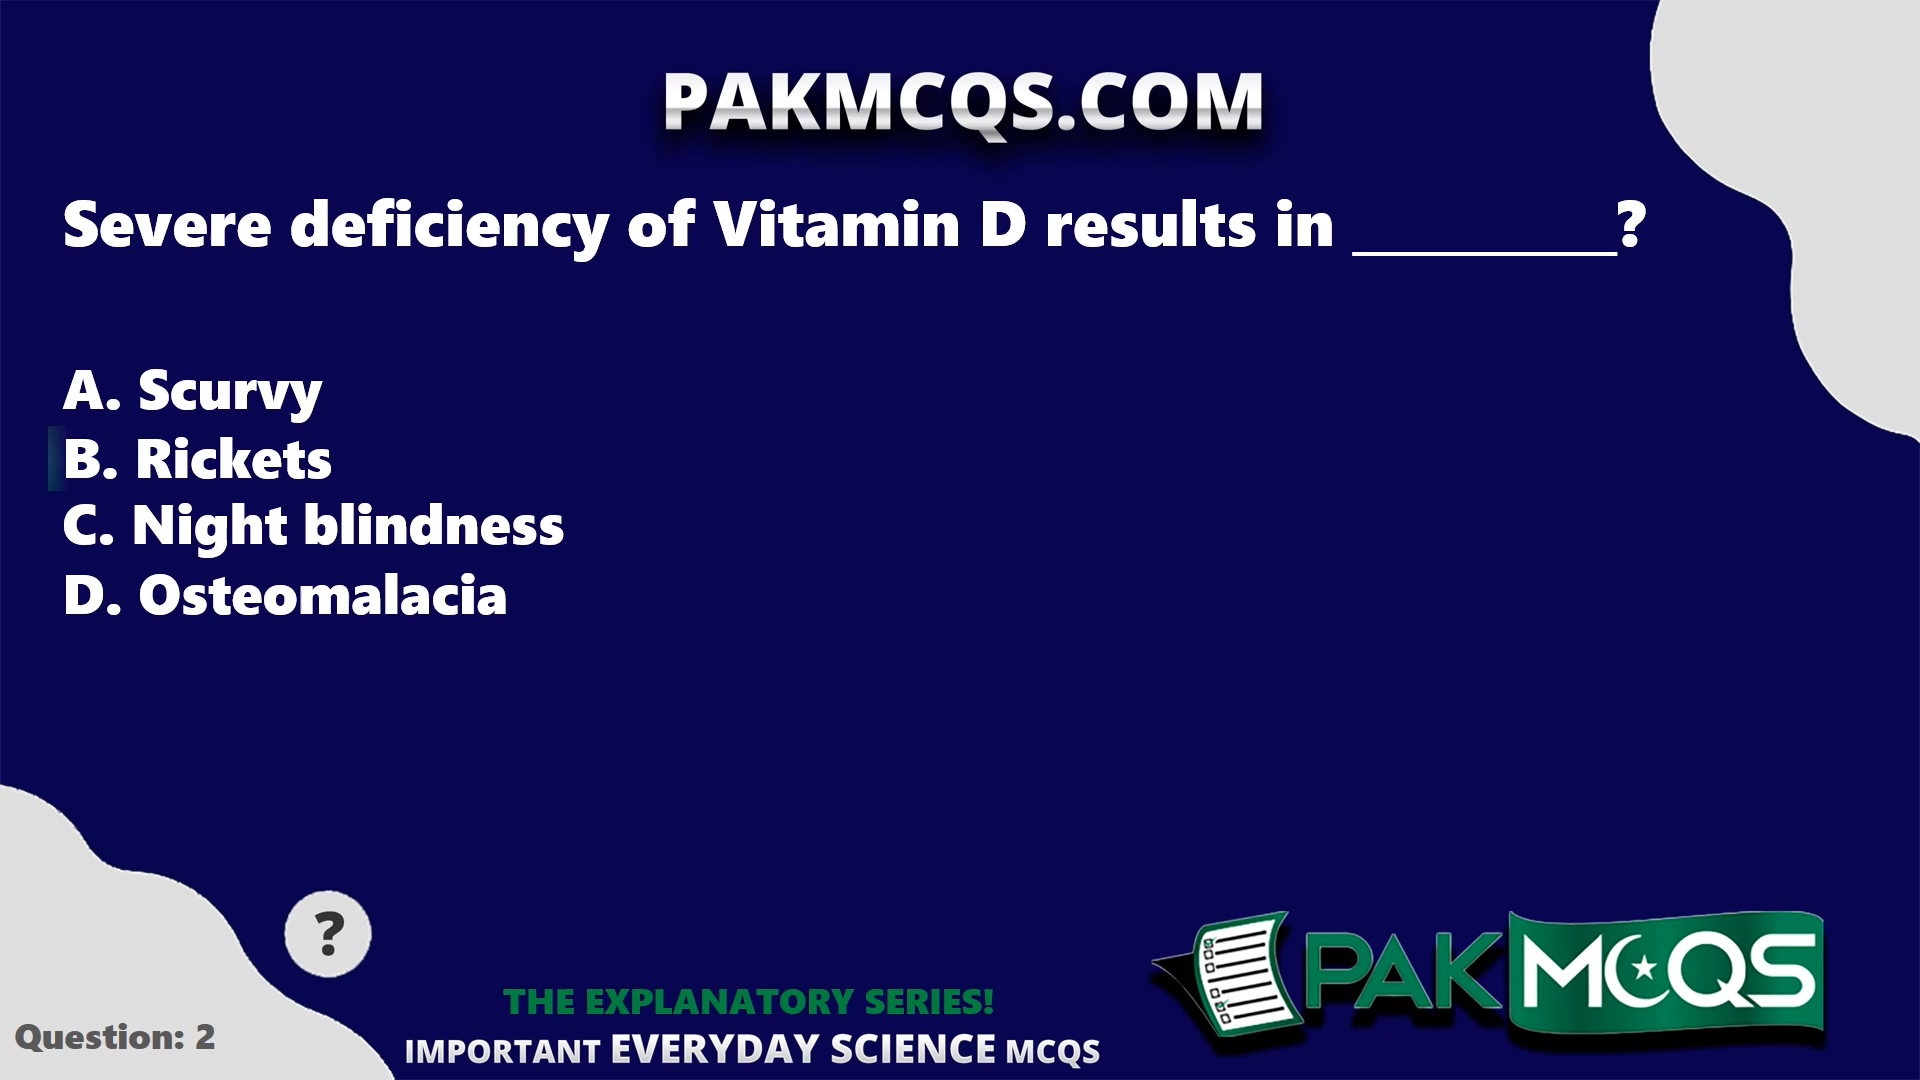 PAKMCQS.COM
Severe deficiency of Vitamin D results in _________?
A. Scurvy
B. Rickets
C. Night blindness
D. Osteomalacia
?
THE EXPLANATORY SERIES!
IMPORTANT EVERYDAY SCIENCE MCQS
Question: 2
PAKMCQS